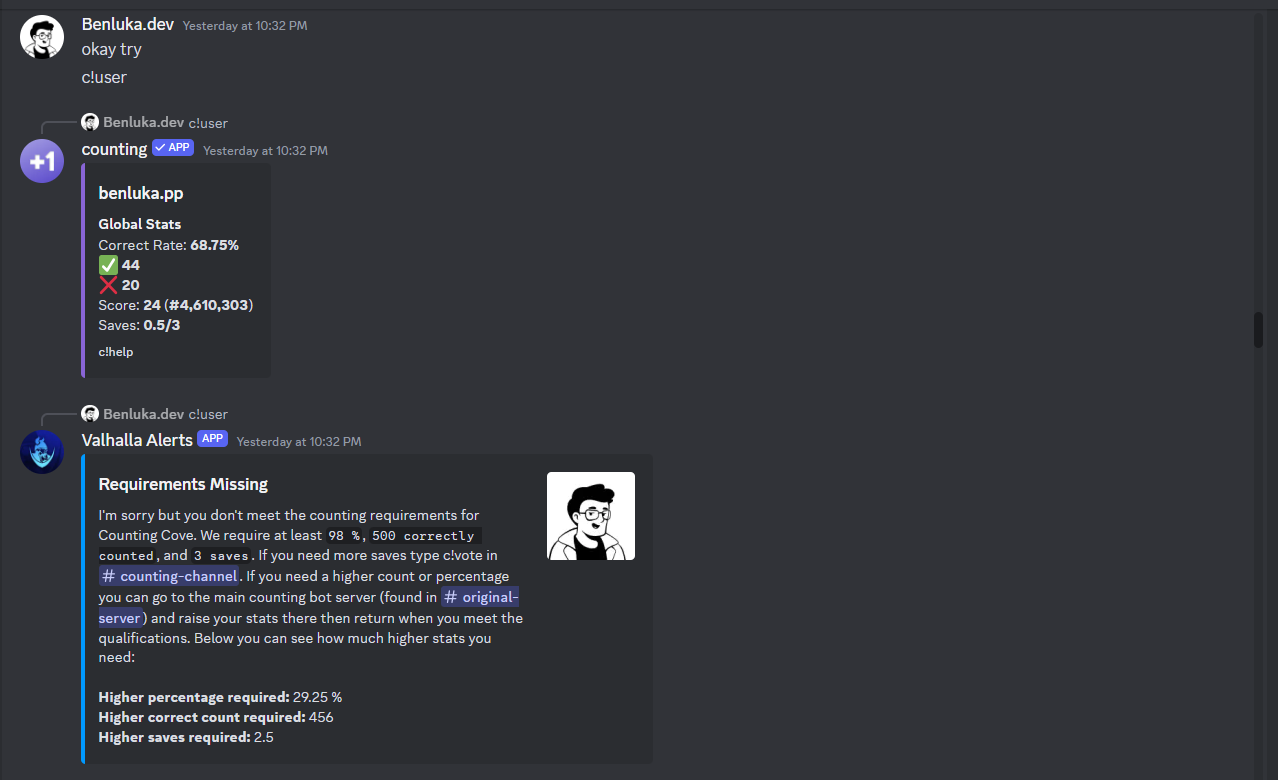 Benluka.dev Yesterday at 10:32 PM
okay try
c!user
Benluka.dev c!user
+1
counting ✓ APP Yesterday at 10:32 PM
benluka.pp
Global Stats
Correct Rate: 68.75%
✅ 44
❌ 20
Score: 24 (#4,610,303)
Saves: 0.5/3
c!help
Benluka.dev c!user
Valhalla Alerts APP Yesterday at 10:32 PM
Requirements Missing
I'm sorry but you don't meet the counting requirements for
Counting Cove. We require at least 98 %, 500 correctly
counted, and 3 saves. If you need more saves type c!vote in
# counting-channel. If you need a higher count or percentage
you can go to the main counting bot server (found in # original-
server) and raise your stats there then return when you meet the
qualifications. Below you can see how much higher stats you
need:
Higher percentage required: 29.25 %
Higher correct count required: 456
Higher saves required: 2.5